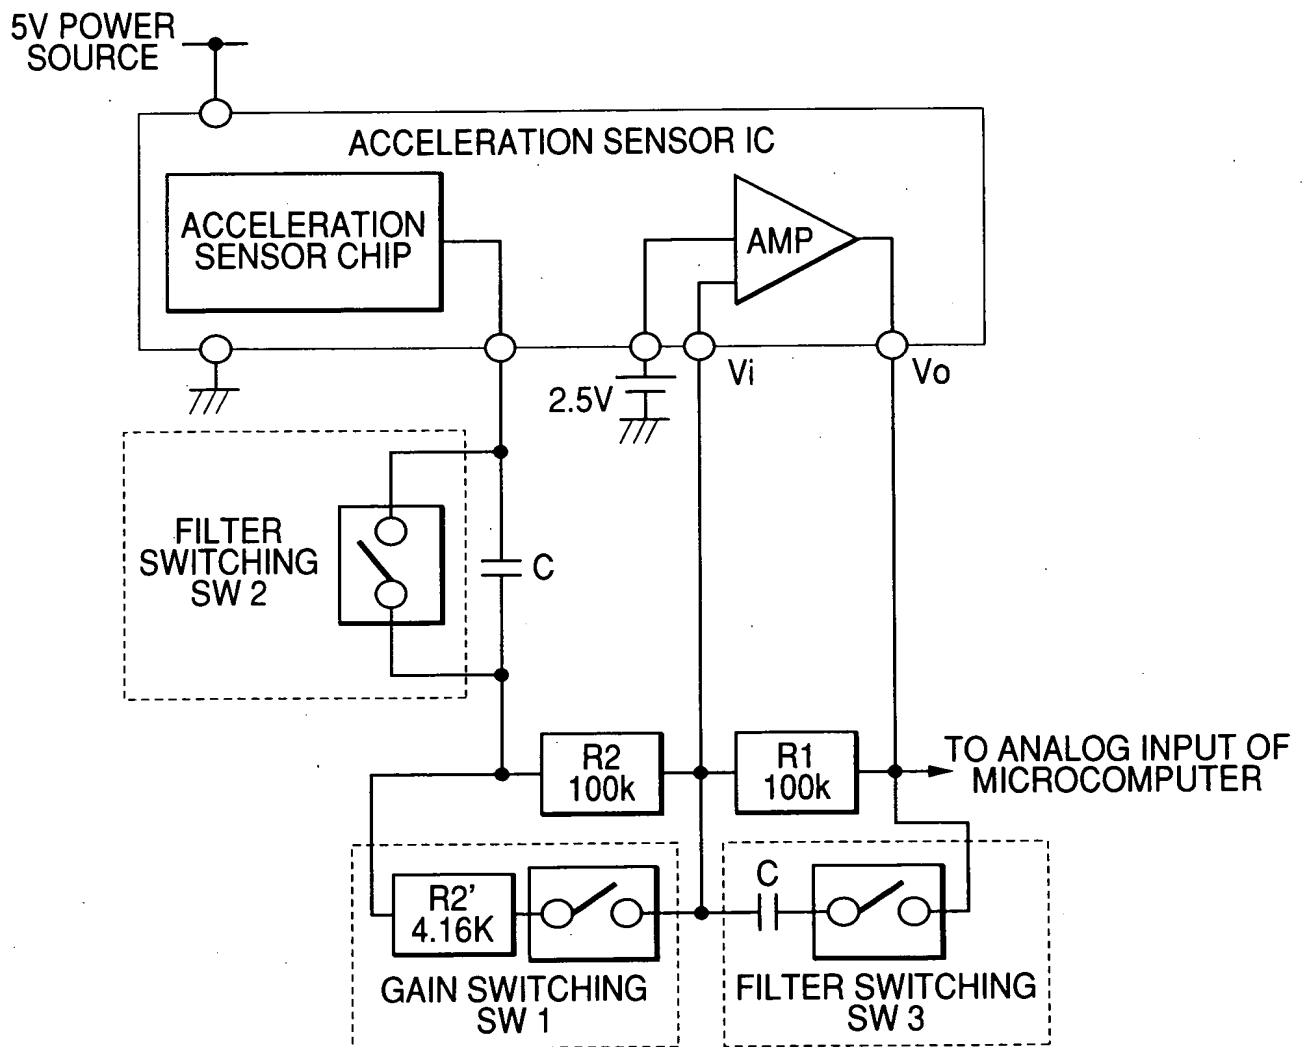 5V POWER
SOURCE
ACCELERATION SENSOR IC
ACCELERATION
SENSOR CHIP
AMP
Vi
Vo
2.5V
FILTER
SWITCHING
SW 2
C
R2
100k
R1
100k
TO ANALOG INPUT OF
MICROCOMPUTER
R2'
4.16K
C
GAIN SWITCHING
SW 1
FILTER SWITCHING
SW 3